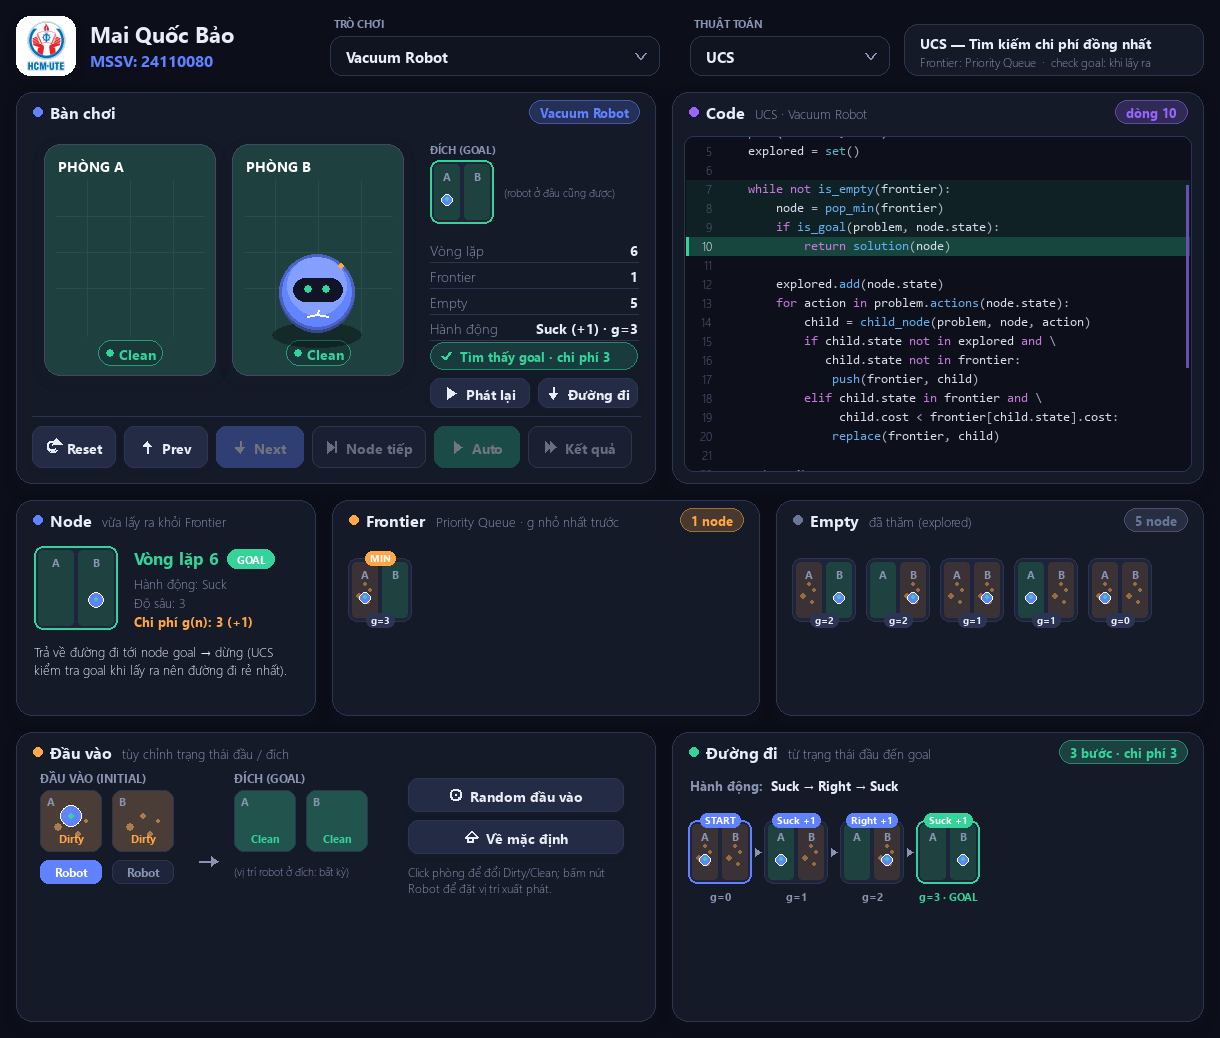 HCM-UTE
Mai Quốc Bảo
MSSV: 24110080
TRÒ CHƠI
Vacuum Robot
THUẬT TOÁN
UCS
UCS — Tìm kiếm chi phí đồng nhất
Frontier: Priority Queue · check goal: khi lấy ra
Bàn chơi
Vacuum Robot
PHÒNG A
Clean
PHÒNG B
Clean
ĐÍCH (GOAL)
A B
(robot ở đâu cũng được)
Vòng lặp 6
Frontier 1
Empty 5
Hành động Suck (+1) · g=3
Tìm thấy goal · chi phí 3
Phát lại
Đường đi
Reset
Prev
Next
Node tiếp
Auto
Kết quả
Code UCS · Vacuum Robot
dòng 10
5 explored = set()
6
7 while not is_empty(frontier):
8 node = pop_min(frontier)
9 if is_goal(problem, node.state):
10 return solution(node)
11
12 explored.add(node.state)
13 for action in problem.actions(node.state):
14 child = child_node(problem, node, action)
15 if child.state not in explored and \
16 child.state not in frontier:
17 push(frontier, child)
18 elif child.state in frontier and \
19 child.cost < frontier[child.state].cost:
20 replace(frontier, child)
21
Node vừa lấy ra khỏi Frontier
A B
Vòng lặp 6 GOAL
Hành động: Suck
Độ sâu: 3
Chi phí g(n): 3 (+1)
Trả về đường đi tới node goal → dừng (UCS
kiểm tra goal khi lấy ra nên đường đi rẻ nhất).
Frontier Priority Queue · g nhỏ nhất trước
1 node
MIN
A B
g=3
Empty đã thăm (explored)
5 node
A B
g=2
A B
g=2
A B
g=1
A B
g=1
A B
g=0
Đầu vào tùy chỉnh trạng thái đầu / đích
ĐẦU VÀO (INITIAL)
A Dirty
B Dirty
Robot
Robot
ĐÍCH (GOAL)
A Clean
B Clean
(vị trí robot ở đích: bất kỳ)
Random đầu vào
Về mặc định
Click phòng để đổi Dirty/Clean; bấm nút
Robot để đặt vị trí xuất phát.
Đường đi từ trạng thái đầu đến goal
3 bước · chi phí 3
Hành động: Suck → Right → Suck
START
A B
g=0
Suck +1
A B
g=1
Right +1
A B
g=2
Suck +1
A B
g=3 · GOAL